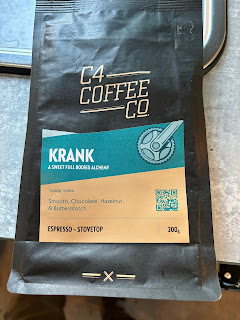 C4
COFFEE
CO.
KRANK
A SWEET FULL BODIED ALCHEMY
Tasting notes
Smooth, Chocolate, Hazelnut
& Butterscotch
ESPRESSO - STOVETOP
200g